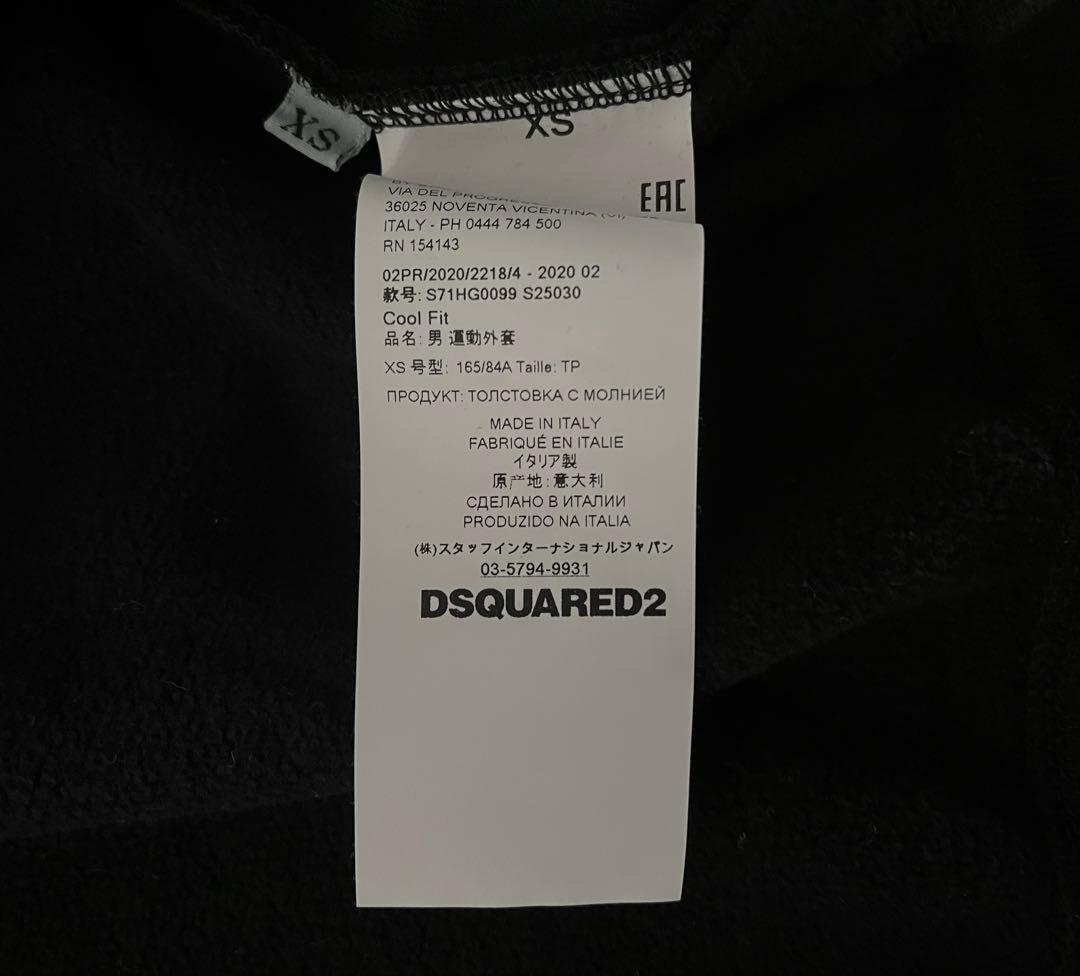 XS
XS
EAC
VIA DEL
36025 NOVENTA VICENTINA (VI)
ITALY - PH 0444 784 500
RN 154143
02PR/2020/2218/4 - 2020 02
款号: S71HG0099 S25030
Cool Fit
品名: 男 運動外套
XS 号型: 165/84A Taille: TP
ПРОДУКТ: ТОЛСТОВКА С МОЛНИЕЙ
MADE IN ITALY
FABRIQUÉ EN ITALIE
イタリア製
原产地: 意大利
СДЕЛАНО В ИТАЛИИ
PRODUZIDO NA ITALIA
(株)スタッフインターナショナルジャパン
03-5794-9931
DSQUARED2